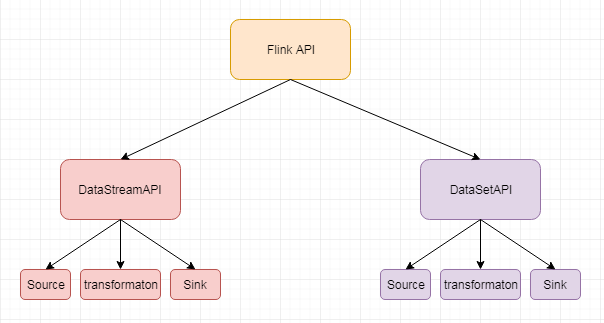 Flink API
DataStreamAPI
DataSetAPI
Source
transformaton
Sink
Source
transformaton
Sink